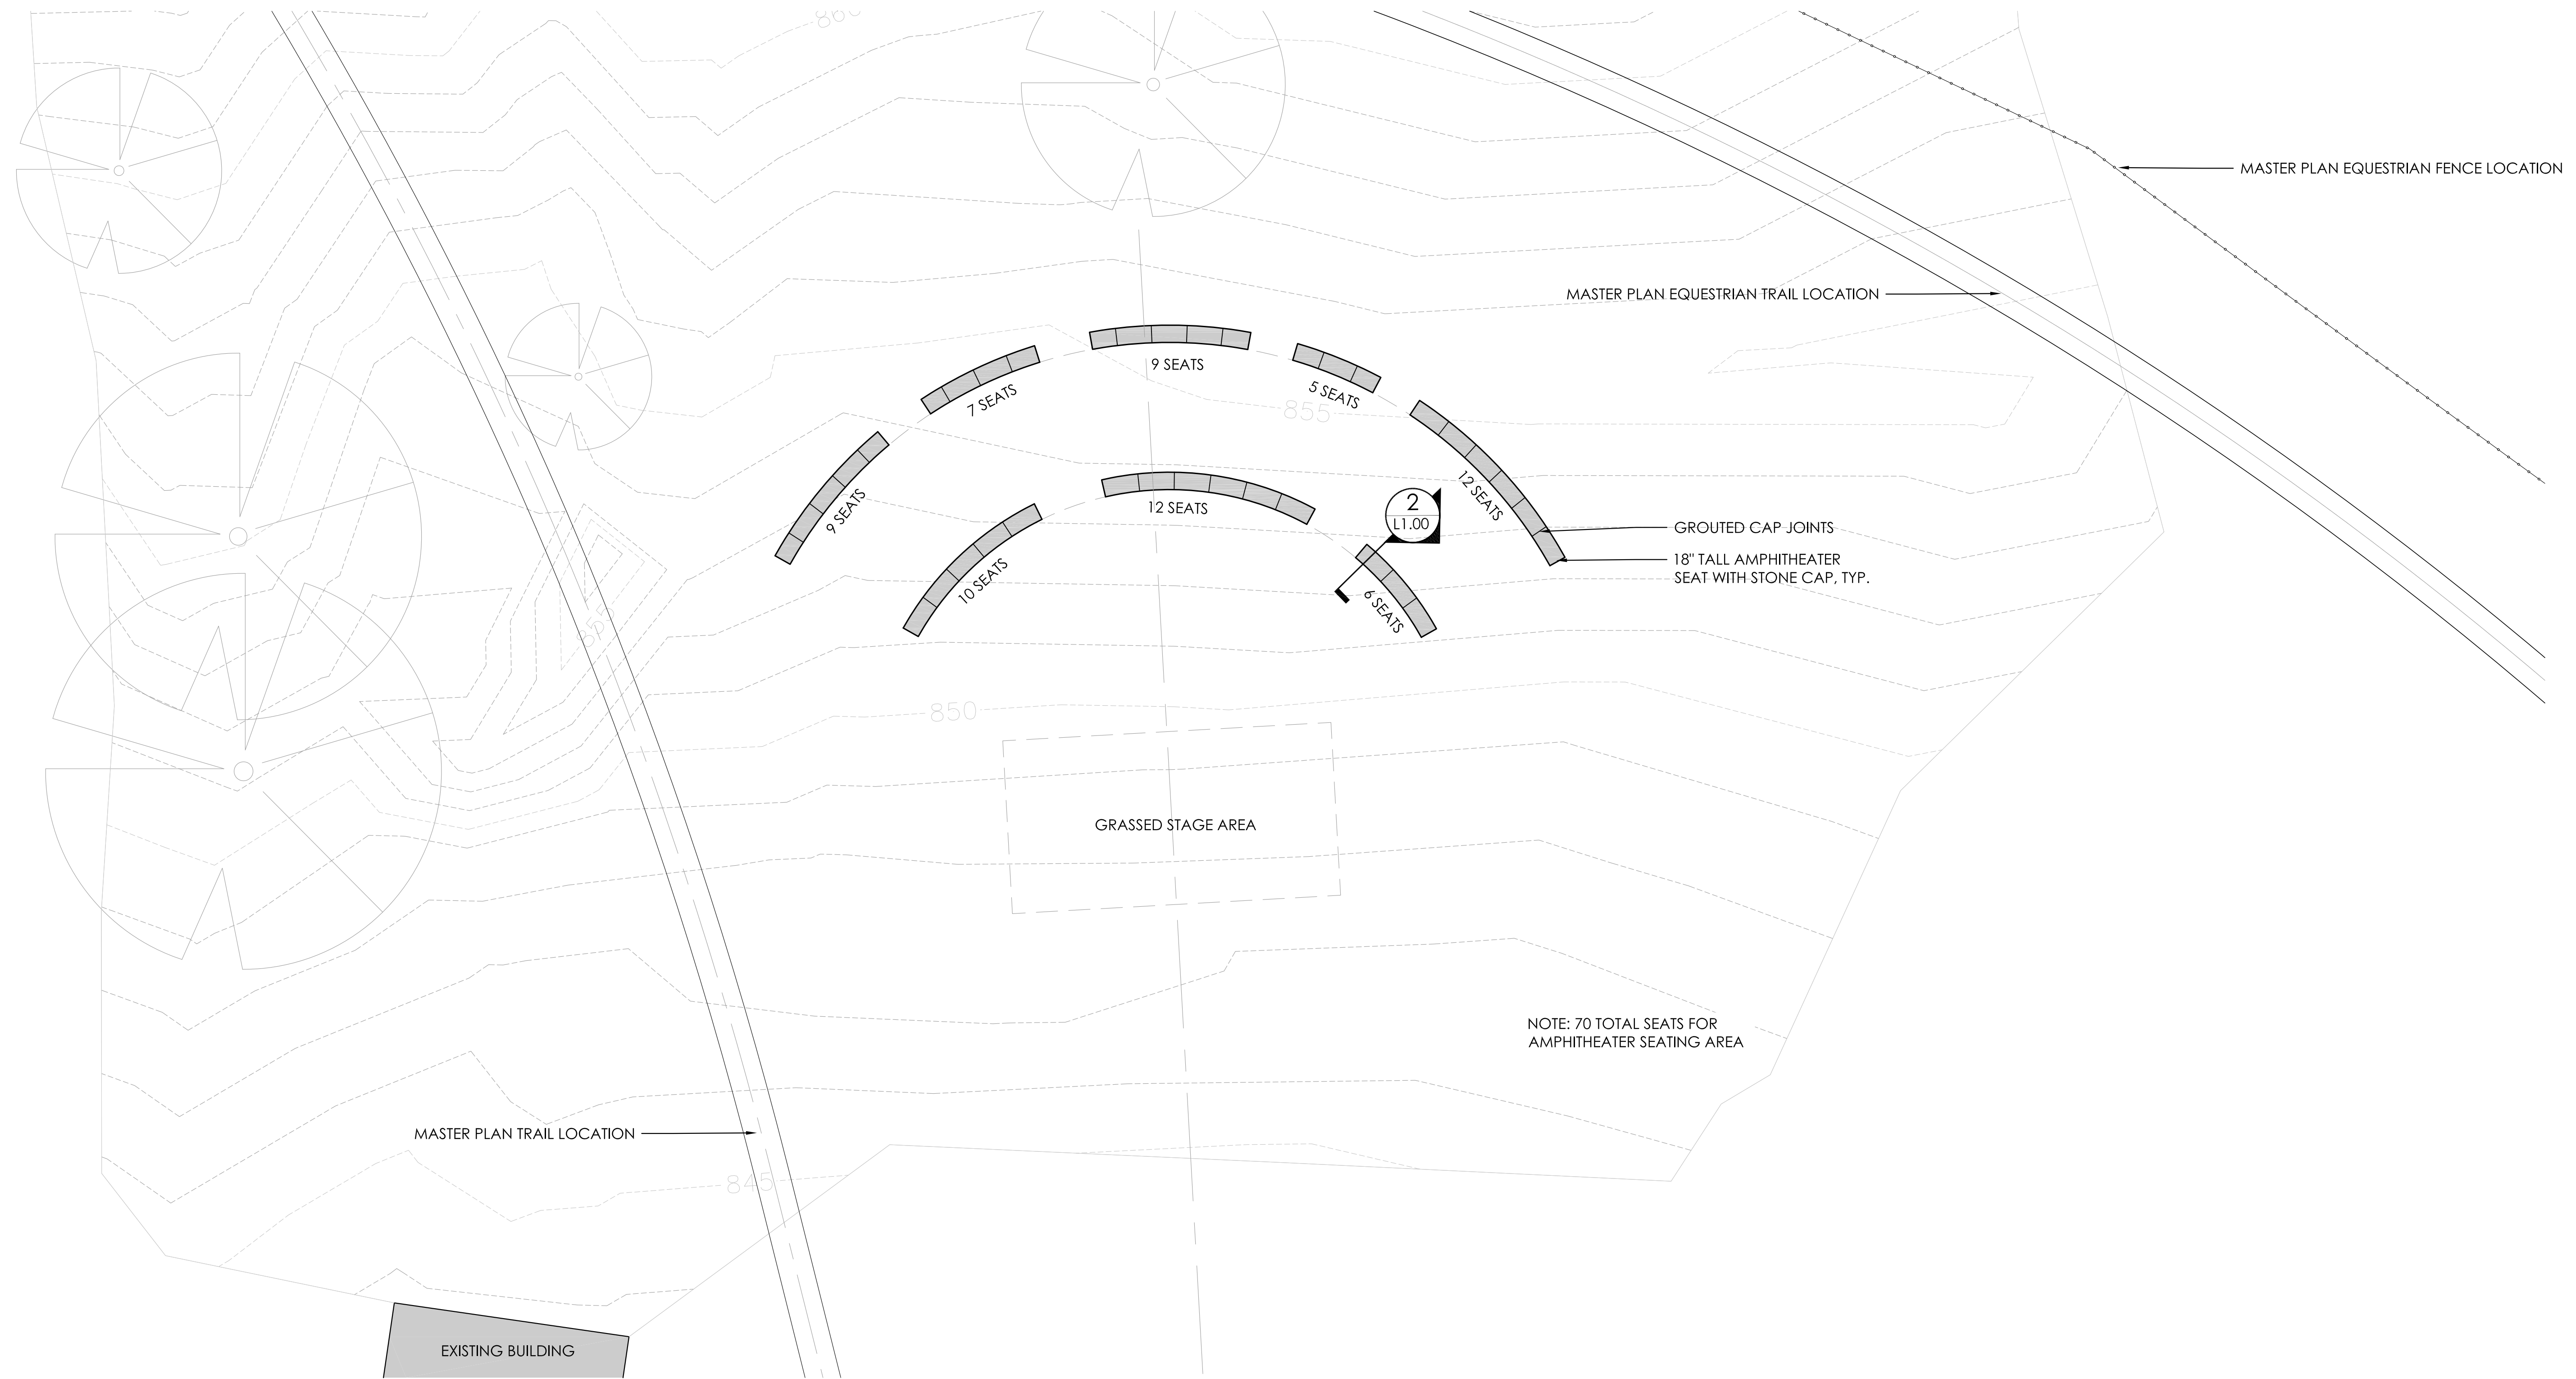 860
MASTER PLAN EQUESTRIAN FENCE LOCATION
MASTER PLAN EQUESTRIAN TRAIL LOCATION
9 SEATS
7 SEATS
5 SEATS
855
9 SEATS
12 SEATS
12 SEATS
2
L1.00
GROUTED CAP JOINTS
18" TALL AMPHITHEATER
SEAT WITH STONE CAP, TYP.
10 SEATS
6 SEATS
850
GRASSED STAGE AREA
NOTE: 70 TOTAL SEATS FOR
AMPHITHEATER SEATING AREA
MASTER PLAN TRAIL LOCATION
845
EXISTING BUILDING